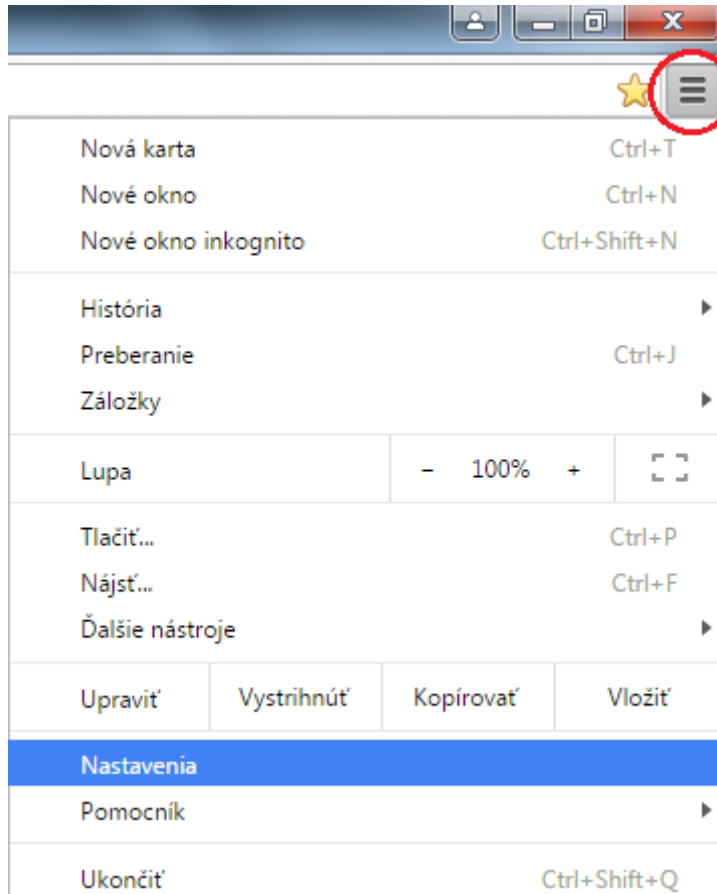 Nová karta Ctrl+T
Nové okno Ctrl+N
Nové okno inkognito Ctrl+Shift+N
História
Preberanie Ctrl+J
Záložky
Lupa - 100% +
Tlačiť... Ctrl+P
Nájsť... Ctrl+F
Ďalšie nástroje
Upraviť Vystrihnúť Kopírovať Vložiť
Nastavenia
Pomocník
Ukončiť Ctrl+Shift+Q